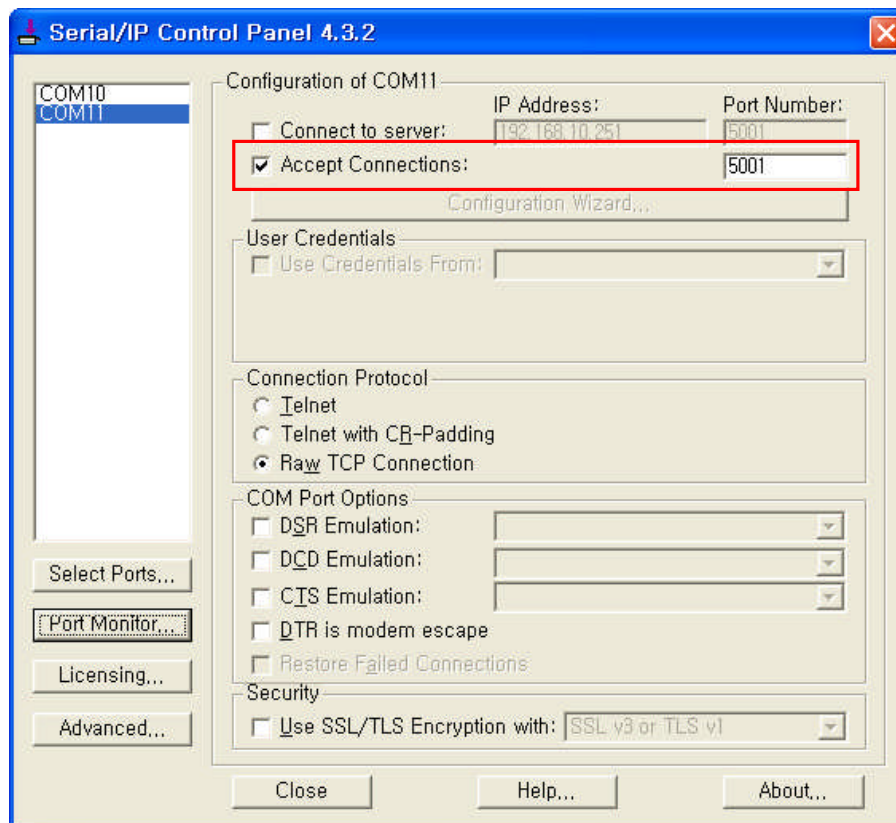 Serial/IP Control Panel 4.3.2
COM10
COM11
Configuration of COM11
IP Address: Port Number:
Connect to server: 192.168.10.251 5001
Accept Connections: 5001
Configuration Wizard...
User Credentials
Use Credentials From:
Connection Protocol
Telnet
Telnet with CR-Padding
Raw TCP Connection
COM Port Options
DSR Emulation:
DCD Emulation:
CTS Emulation:
DTR is modem escape
Restore Failed Connections
Security
Use SSL/TLS Encryption with: SSL v3 or TLS v1
Select Ports...
Port Monitor...
Licensing...
Advanced...
Close Help... About...